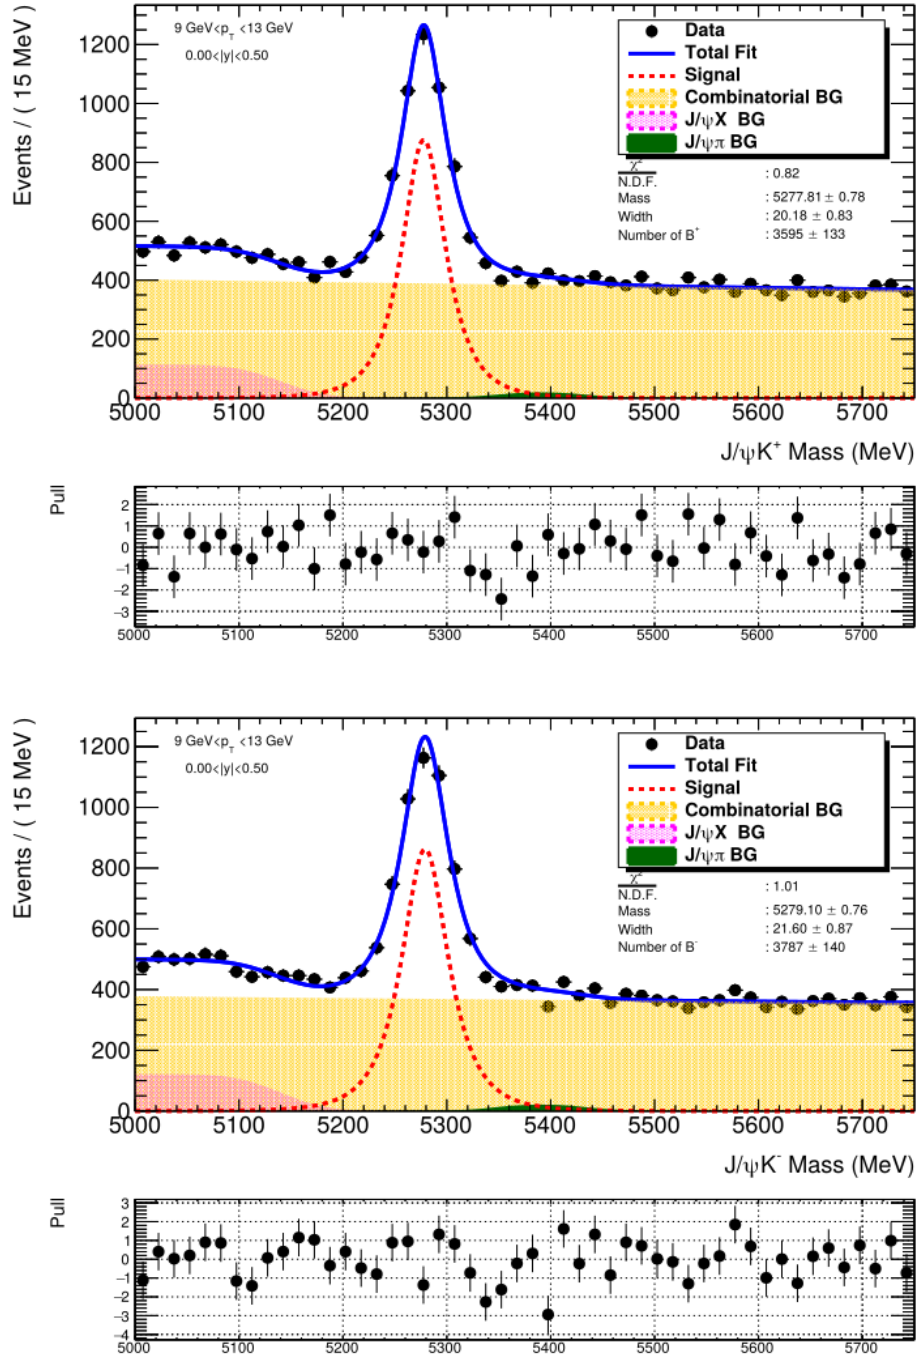 9 GeV<p_T <13 GeV
0.00<|y|<0.50
Data
Total Fit
Signal
Combinatorial BG
J/ψX BG
J/ψπ BG
χ²
N.D.F. : 0.82
Mass : 5277.81 ± 0.78
Width : 20.18 ± 0.83
Number of B⁺ : 3595 ± 133
Events / ( 15 MeV )
1200
1000
800
600
400
200
0
5000 5100 5200 5300 5400 5500 5600 5700
J/ψK⁺ Mass (MeV)
Pull
2
1
0
−1
−2
−3
5000 5100 5200 5300 5400 5500 5600 5700
9 GeV<p_T <13 GeV
0.00<|y|<0.50
Data
Total Fit
Signal
Combinatorial BG
J/ψX BG
J/ψπ BG
χ²
N.D.F. : 1.01
Mass : 5279.10 ± 0.76
Width : 21.60 ± 0.87
Number of B⁻ : 3787 ± 140
Events / ( 15 MeV )
1200
1000
800
600
400
200
0
5000 5100 5200 5300 5400 5500 5600 5700
J/ψK⁻ Mass (MeV)
Pull
3
2
1
0
−1
−2
−3
−4
5000 5100 5200 5300 5400 5500 5600 5700